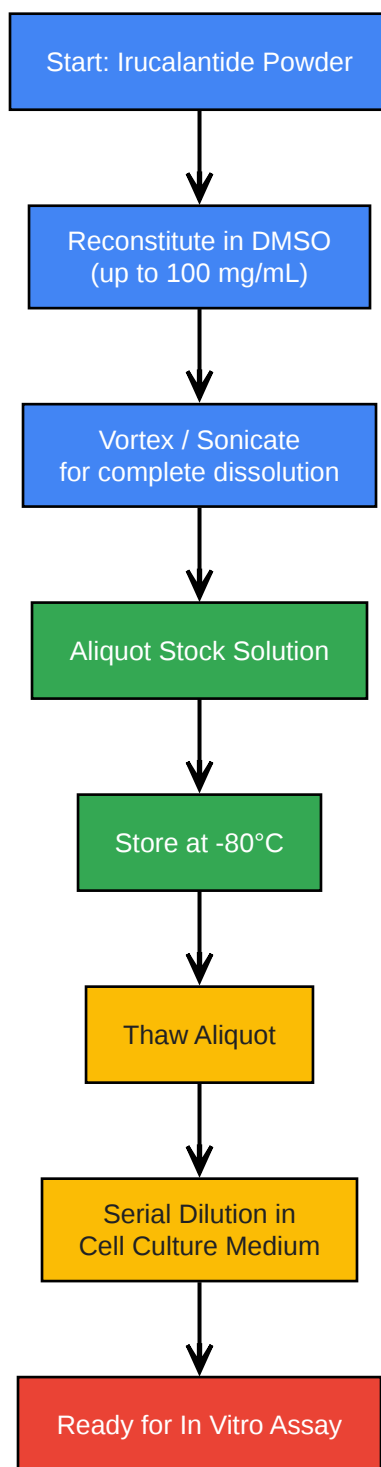 Start: Irucalantide Powder
Reconstitute in DMSO
(up to 100 mg/mL)
Vortex / Sonicate
for complete dissolution
Aliquot Stock Solution
Store at -80°C
Thaw Aliquot
Serial Dilution in
Cell Culture Medium
Ready for In Vitro Assay